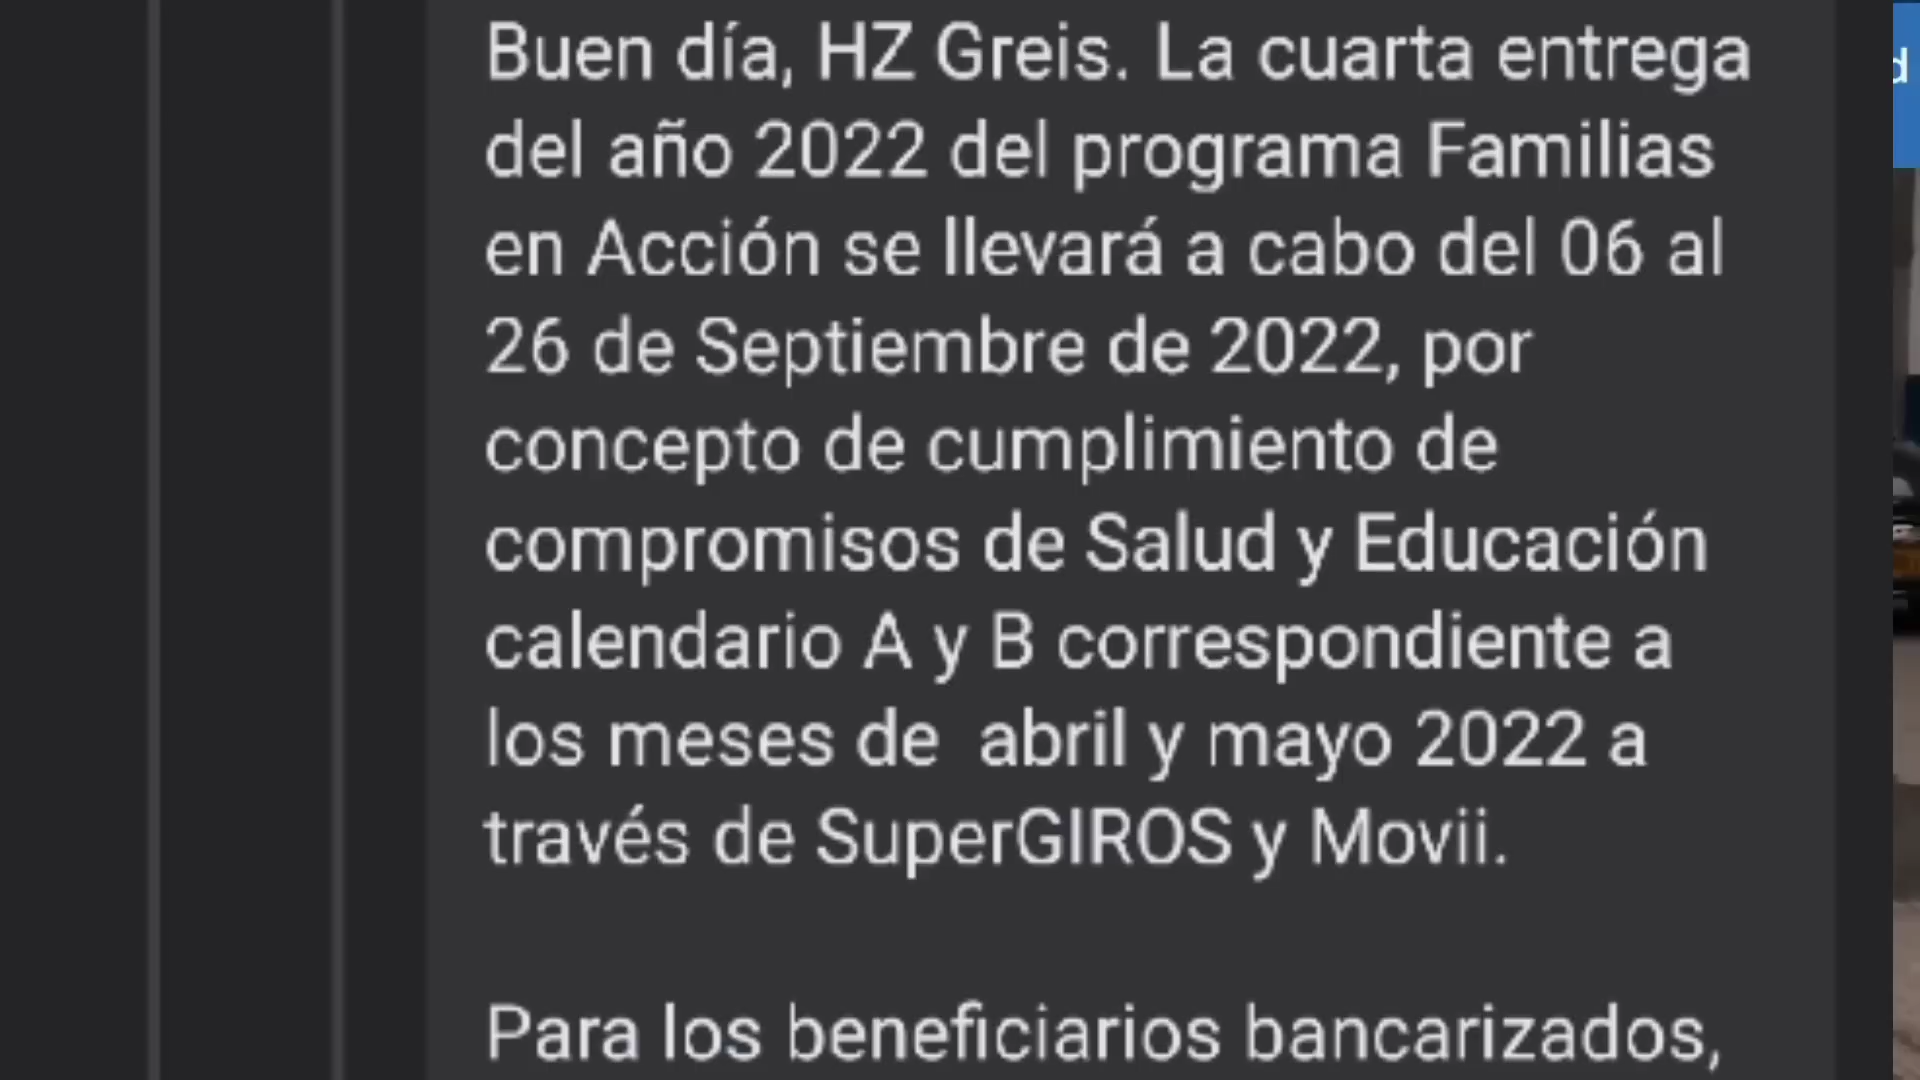 Buen día, HZ Greis. La cuarta entrega
del año 2022 del programa Familias
en Acción se llevará a cabo del 06 al
26 de Septiembre de 2022, por
concepto de cumplimiento de
compromisos de Salud y Educación
calendario A y B correspondiente a
los meses de  abril y mayo 2022 a
través de SuperGIROS y Movii.
Para los beneficiarios bancarizados,